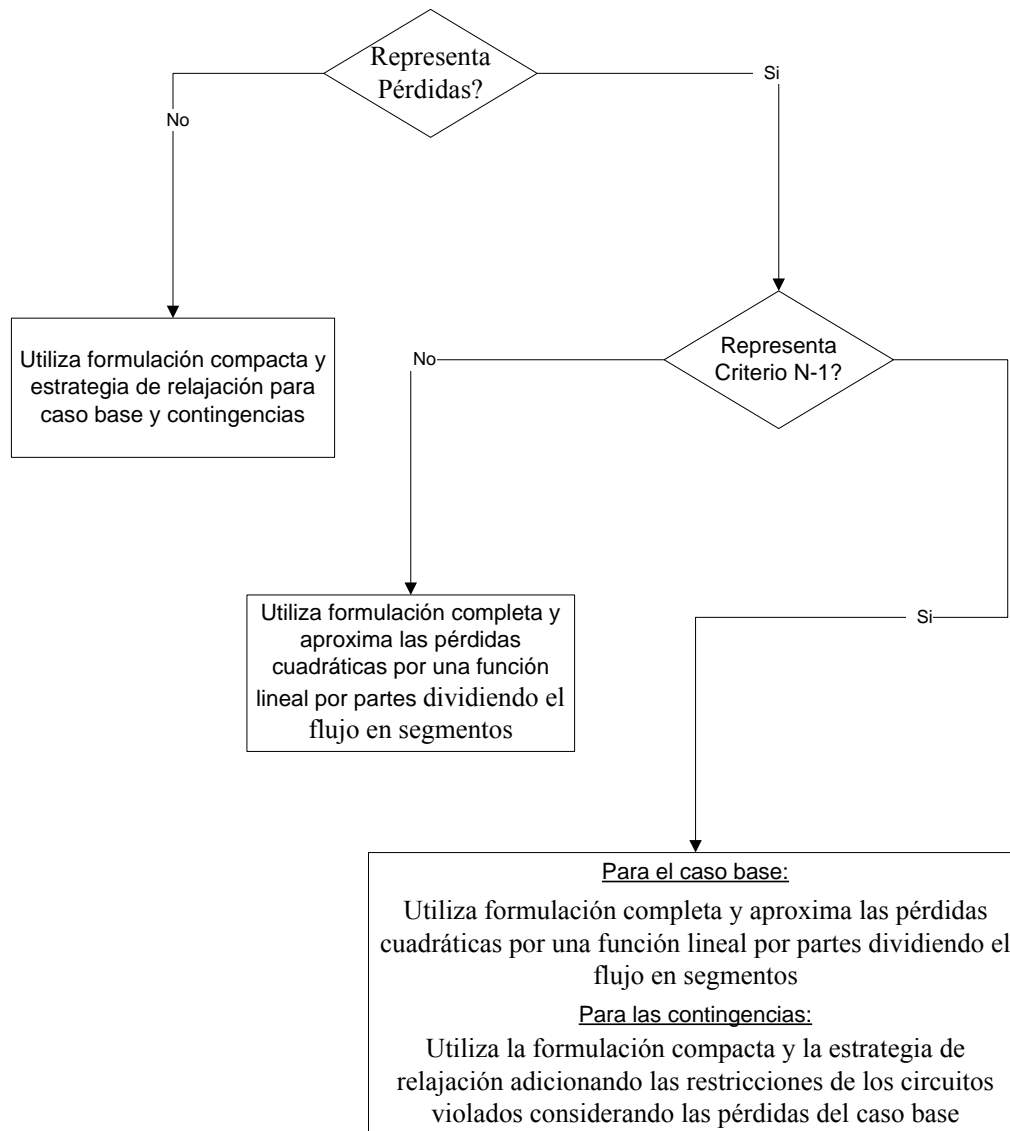 Representa
Pérdidas?
Si
No
Utiliza formulación compacta y
estrategia de relajación para
caso base y contingencias
Representa
Criterio N-1?
No
Utiliza formulación completa y
aproxima las pérdidas
cuadráticas por una función
lineal por partes dividiendo el
flujo en segmentos
Si
Para el caso base:
Utiliza formulación completa y aproxima las pérdidas
cuadráticas por una función lineal por partes dividiendo el
flujo en segmentos
Para las contingencias:
Utiliza la formulación compacta y la estrategia de
relajación adicionando las restricciones de los circuitos
violados considerando las pérdidas del caso base